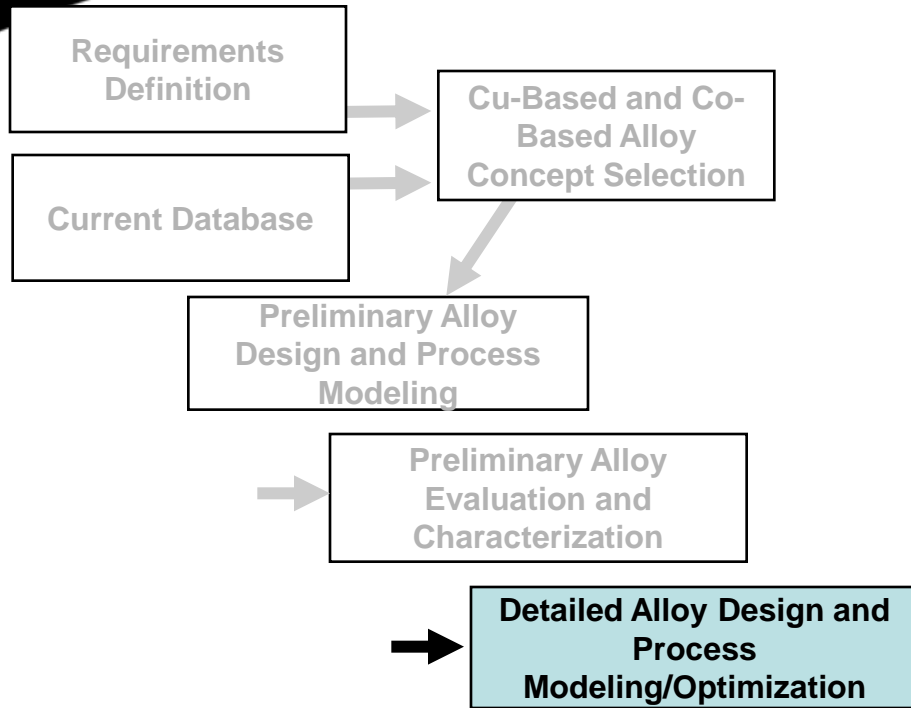 Requirements
Definition
Cu-Based and Co-
Based Alloy
Concept Selection
Current Database
Preliminary Alloy
Design and Process
Modeling
Preliminary Alloy
Evaluation and
Characterization
Detailed Alloy Design and
Process
Modeling/Optimization